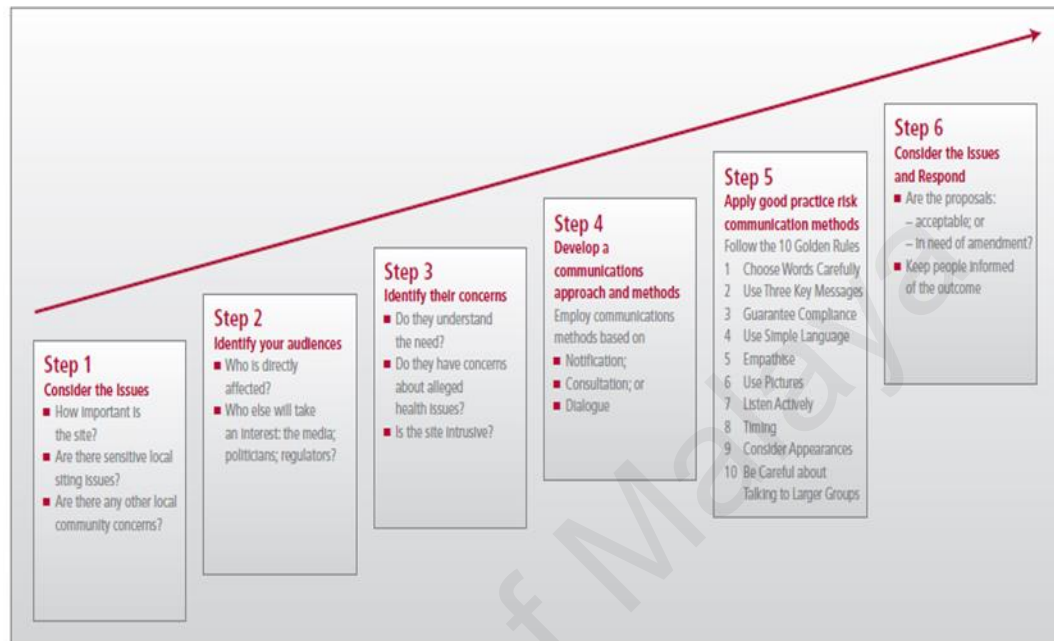 Step 1
Consider the Issues
■ How important is
the site?
■ Are there sensitive local
siting issues?
■ Are there any other local
community concerns?
Step 2
Identify your audiences
■ Who is directly
affected?
■ Who else will take
an interest: the media;
politicians; regulators?
Step 3
Identify their concerns
■ Do they understand
the need?
■ Do they have concerns
about alleged
health issues?
■ Is the site intrusive?
Step 4
Develop a
communications
approach and methods
Employ communications
methods based on
■ Notification;
■ Consultation; or
■ Dialogue
Step 5
Apply good practice risk
communication methods
Follow the 10 Golden Rules
1 Choose Words Carefully
2 Use Three Key Messages
3 Guarantee Compliance
4 Use Simple Language
5 Empathise
6 Use Pictures
7 Listen Actively
8 Timing
9 Consider Appearances
10 Be Careful about
Talking to Larger Groups
Step 6
Consider the Issues
and Respond
■ Are the proposals:
– acceptable; or
– in need of amendment?
■ Keep people informed
of the outcome
of Malaya